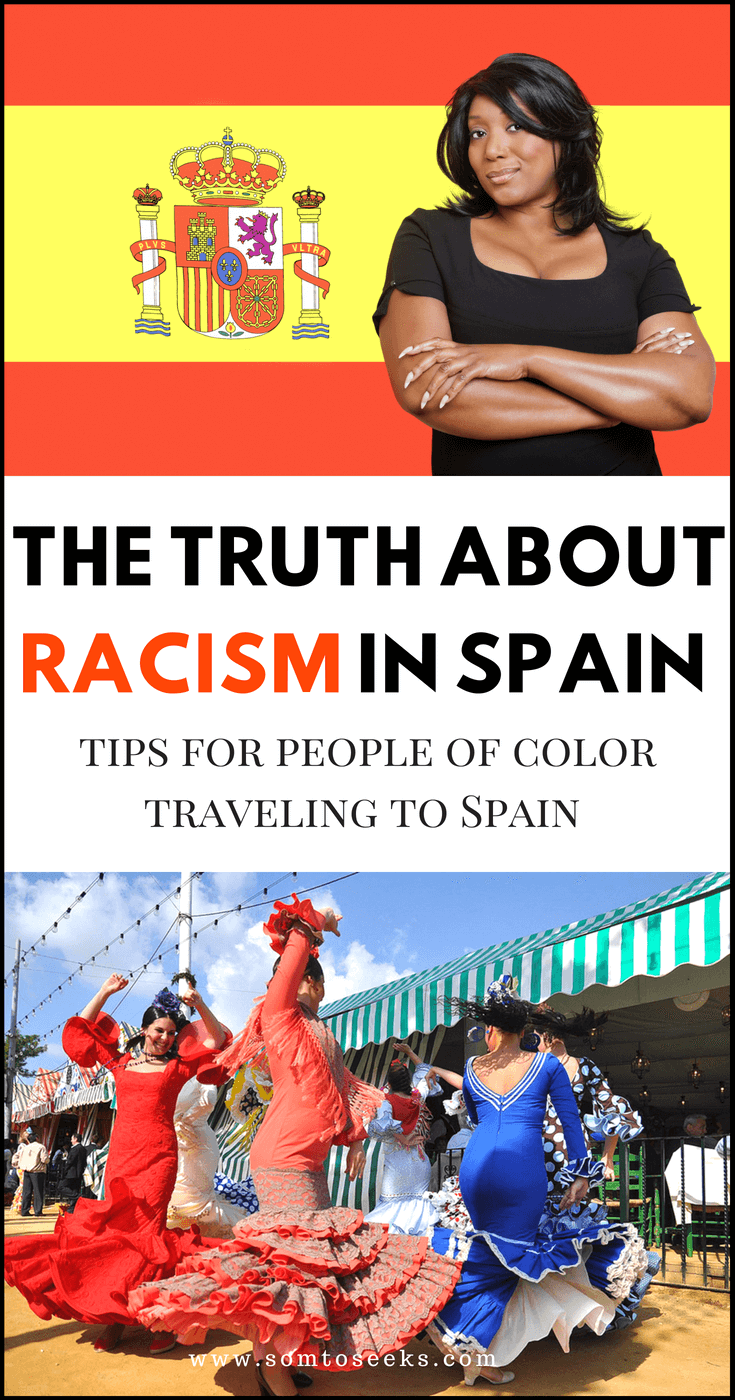 PLVS
VLTRA
THE TRUTH ABOUT
RACISM IN SPAIN
TIPS FOR PEOPLE OF COLOR
TRAVELING TO SPAIN
www.somtoseeks.com